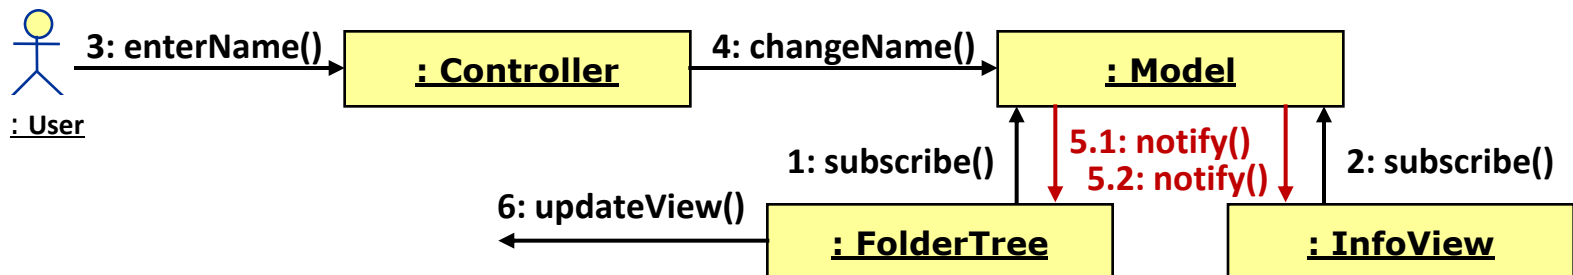 3: enterName()
4: changeName()
: Controller
: Model
: User
5.1: notify()
1: subscribe()
2: subscribe()
5.2: notify()
6: updateView()
: FolderTree
: InfoView